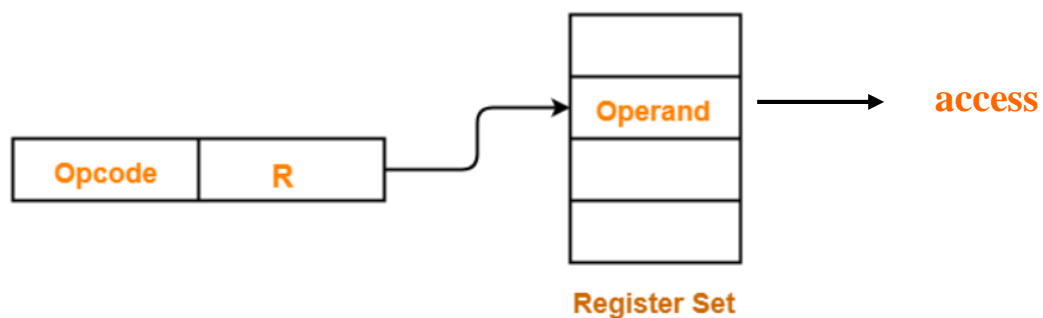 Opcode
R
Operand
access
Register Set